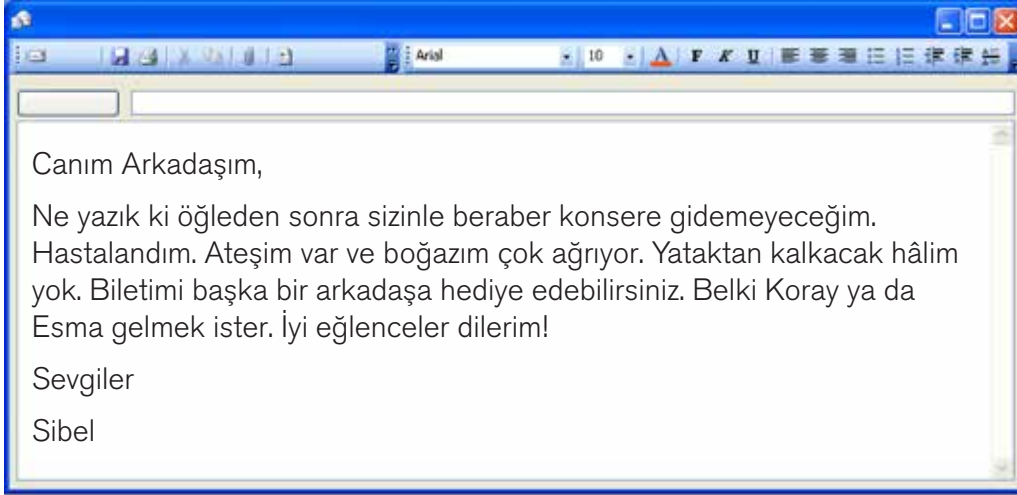 Arial 10 A F K U
Canım Arkadaşım,
Ne yazık ki öğleden sonra sizinle beraber konsere gidemeyeceğim.
Hastalandım. Ateşim var ve boğazım çok ağrıyor. Yataktan kalkacak hâlim
yok. Biletimi başka bir arkadaşa hediye edebilirsiniz. Belki Koray ya da
Esma gelmek ister. İyi eğlenceler dilerim!
Sevgiler
Sibel